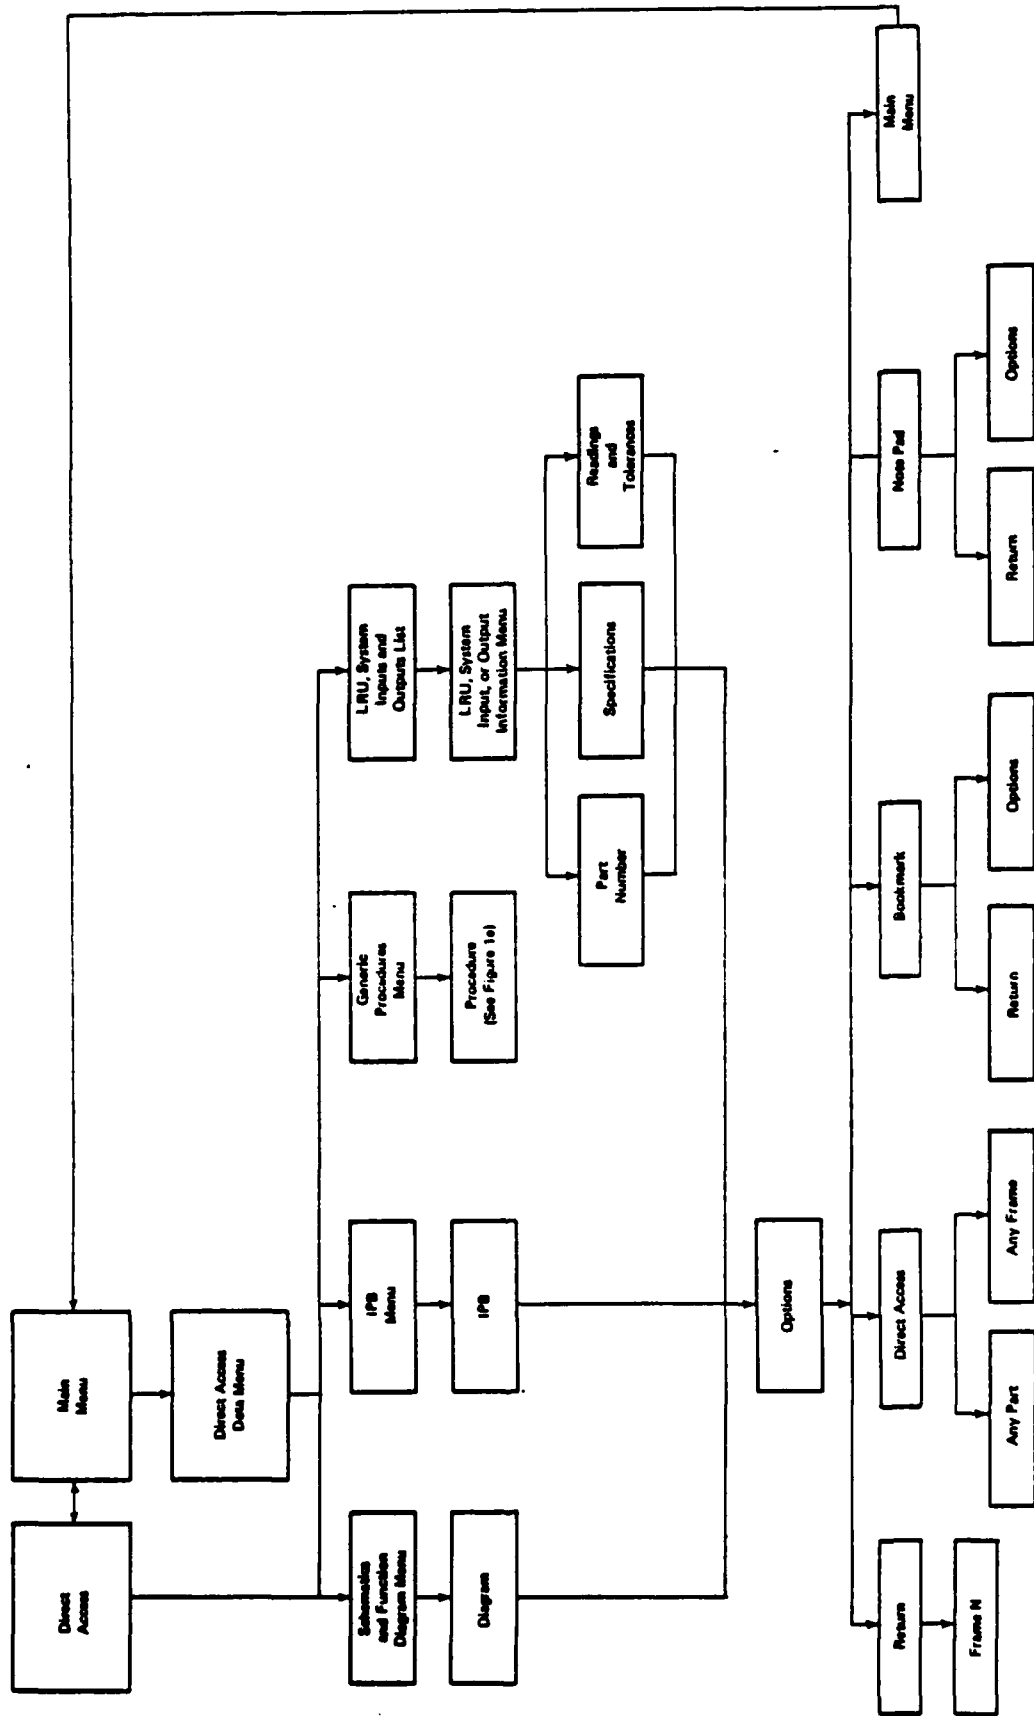 Direct
Access
Main
Menu
Direct Access
Data Menu
Schematics
and Function
Diagram Menu
IPB
Menu
Generic
Procedures
Menu
LRU, System
Inputs and
Outputs List
Diagram
IPB
Procedure
(See Figure 1e)
LRU, System
Input, or Output
Information Menu
Part
Number
Specifications
Readings
and
Tolerances
Options
Return
Direct Access
Bookmark
Note Pad
Main
Menu
Frame N
Any Part
Any Frame
Return
Options
Return
Options